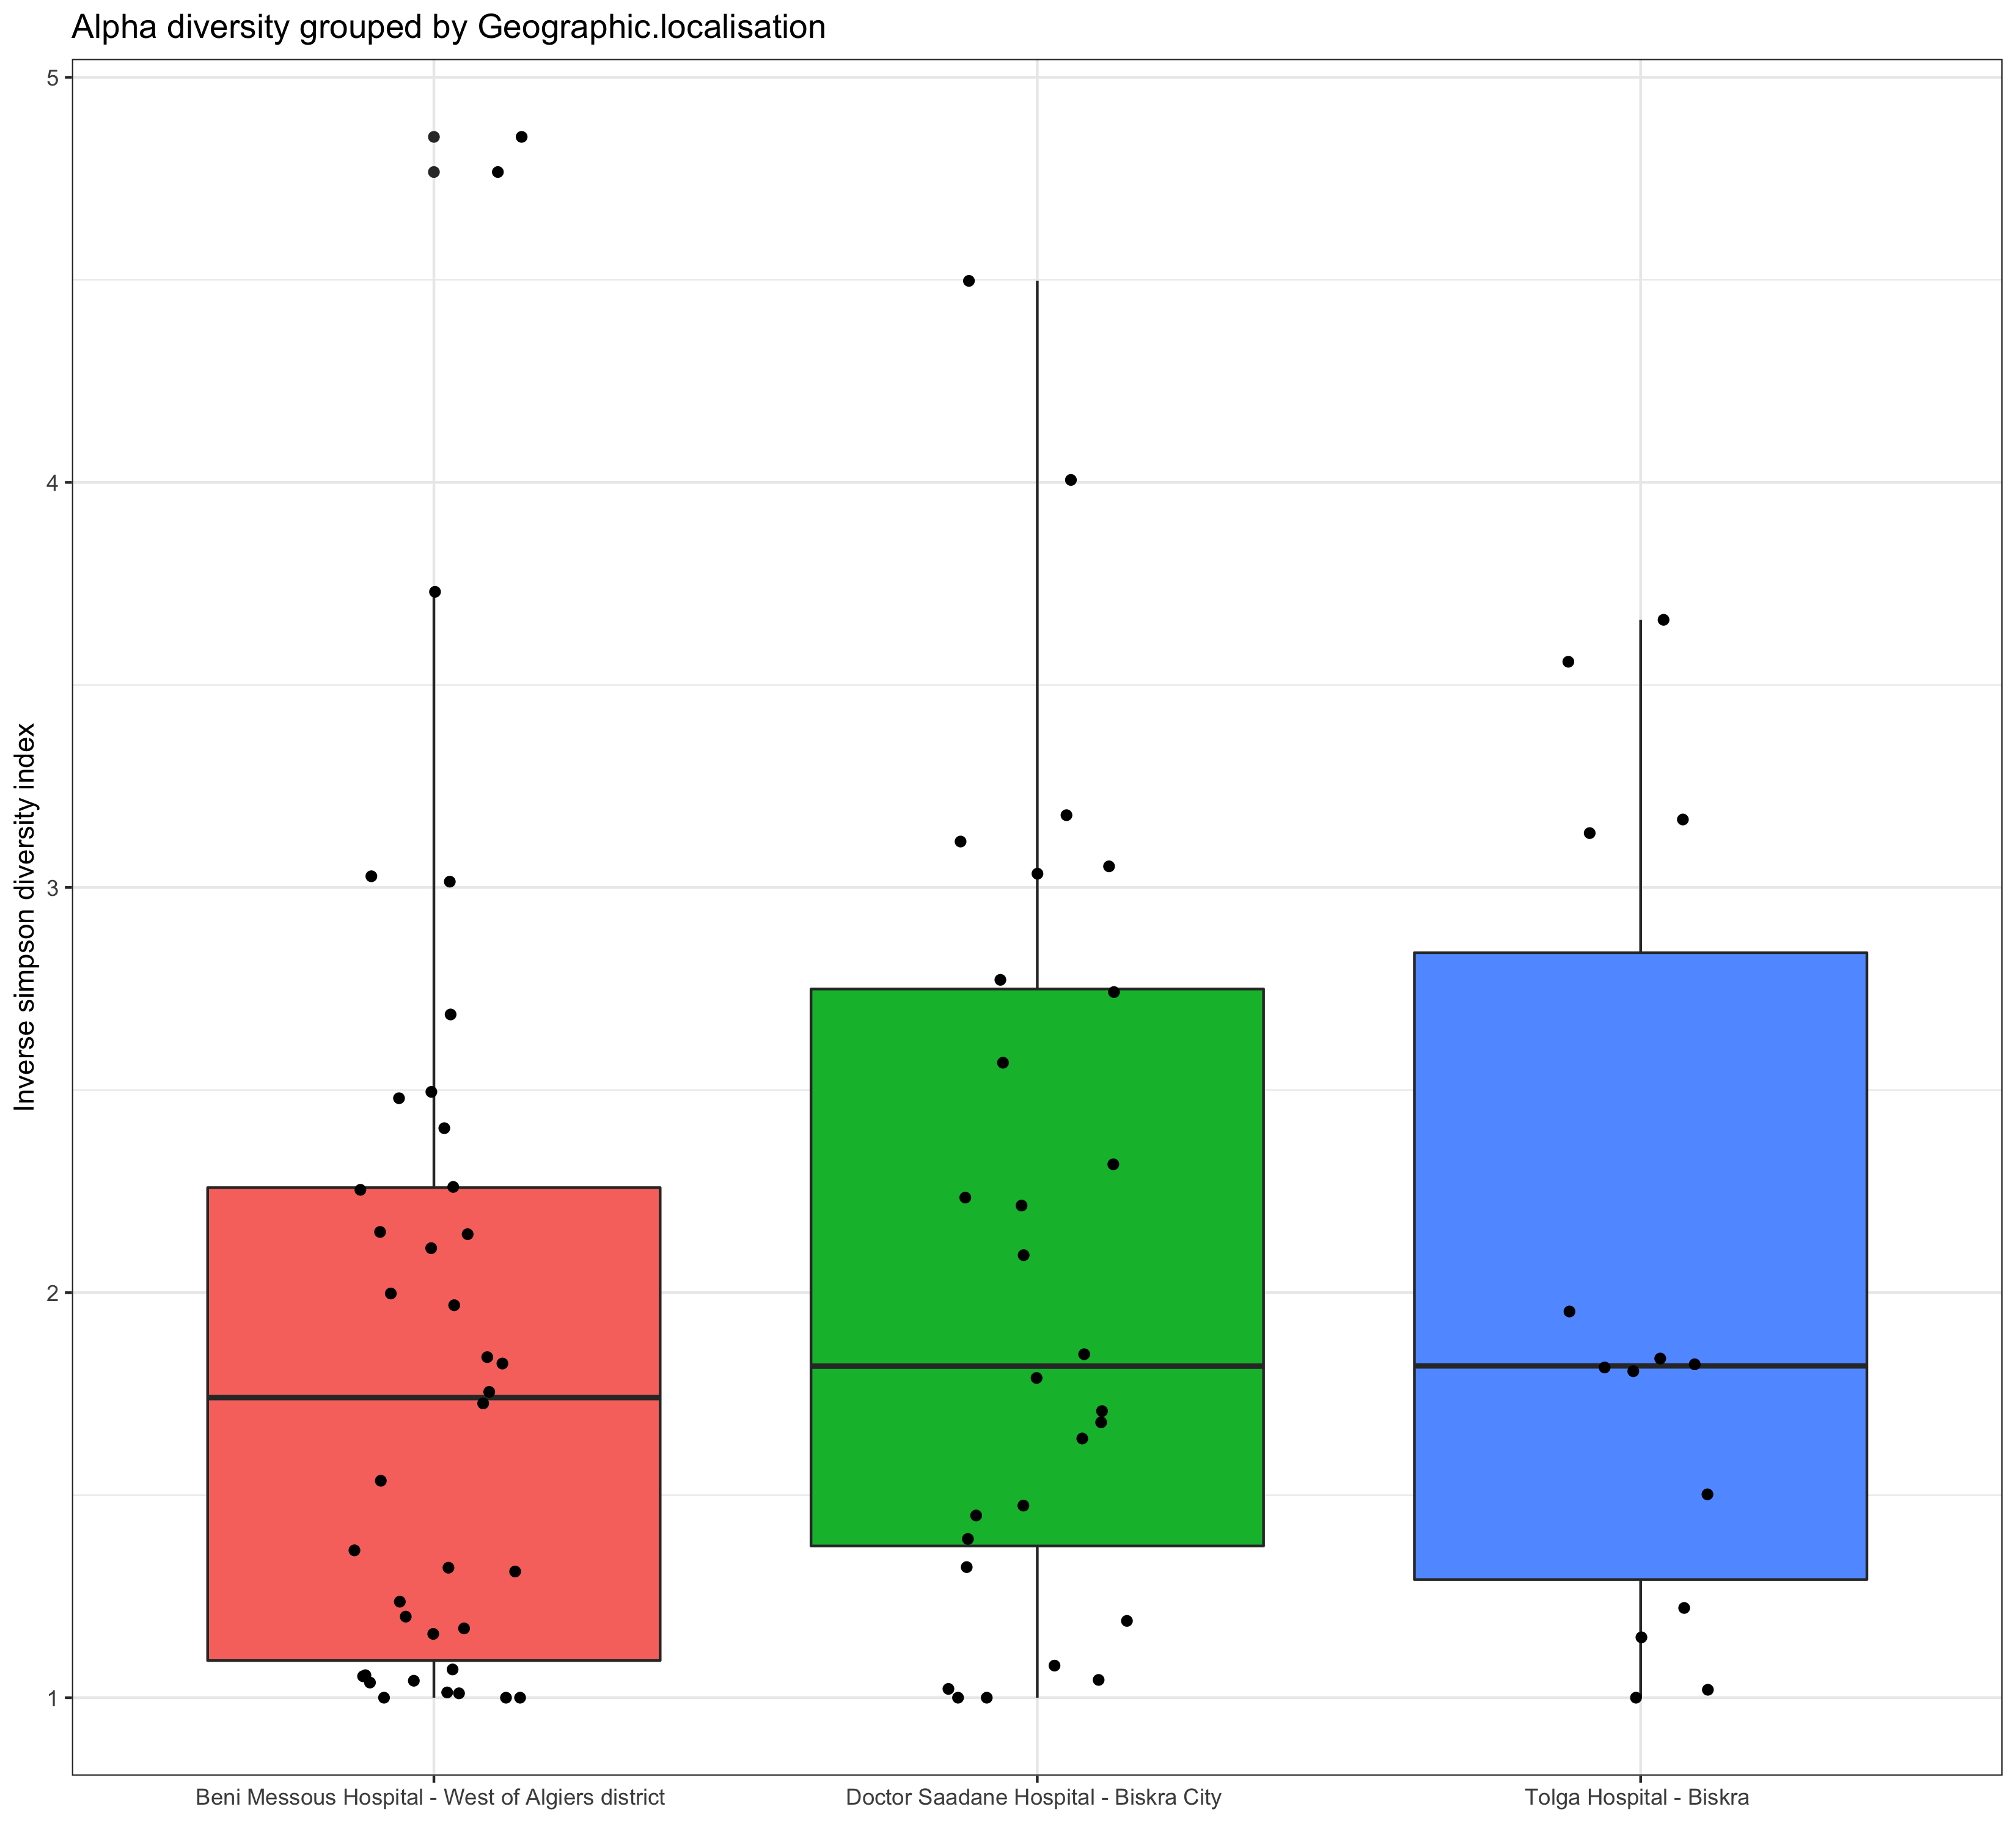 Alpha diversity grouped by Geographic.localisation
Inverse simpson diversity index
5
4
3
2
1
Beni Messous Hospital - West of Algiers district
Doctor Saadane Hospital - Biskra City
Tolga Hospital - Biskra